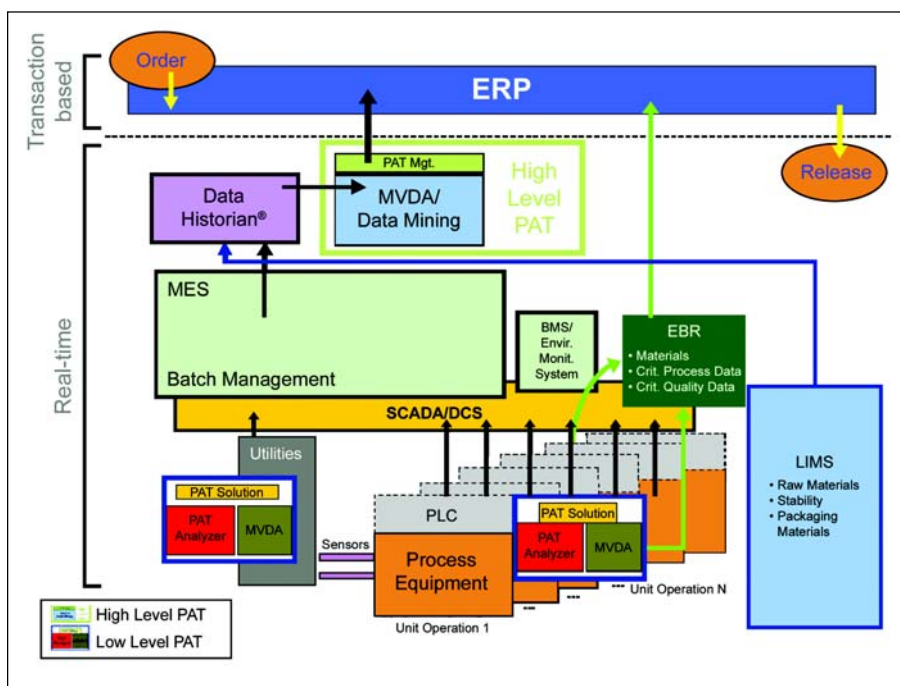 Transaction
based
Order
ERP
Release
Real-time
Data
Historian®
PAT Mgt.
MVDA/
Data Mining
High
Level
PAT
MES
Batch Management
BMS/
Envir.
Monit.
System
EBR
• Materials
• Crit. Process Data
• Crit. Quality Data
SCADA/DCS
LIMS
• Raw Materials
• Stability
• Packaging
Materials
Utilities
PAT Solution
PAT
Analyzer
MVDA
Sensors
PLC
Process
Equipment
PAT Solution
PAT
Analyzer
MVDA
---
---
---
Unit Operation 1
Unit Operation N
High Level PAT
Low Level PAT